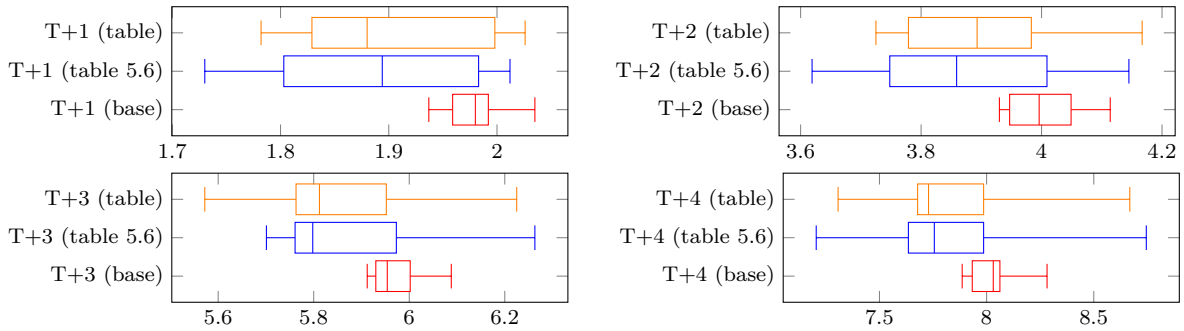 T+1 (table)
T+1 (table 5.6)
T+1 (base)
1.7 1.8 1.9 2
T+2 (table)
T+2 (table 5.6)
T+2 (base)
3.6 3.8 4 4.2
T+3 (table)
T+3 (table 5.6)
T+3 (base)
5.6 5.8 6 6.2
T+4 (table)
T+4 (table 5.6)
T+4 (base)
7.5 8 8.5